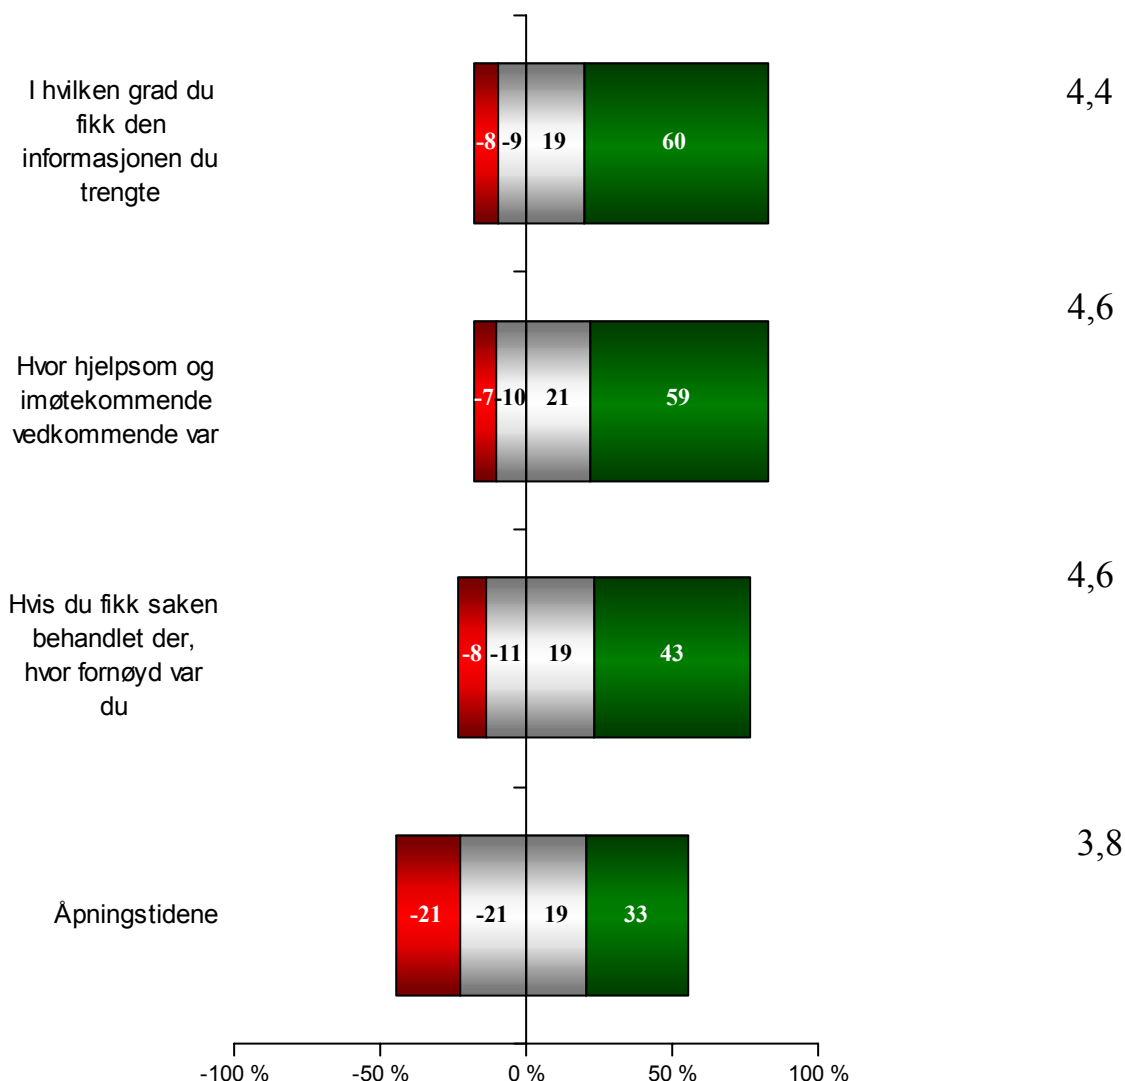 I hvilken grad du
fikk den
informasjonen du
trengte
-8 -9 19 60
4,4
Hvor hjelpsom og
imøtekommende
vedkommende var
-7 -10 21 59
4,6
Hvis du fikk saken
behandlet der,
hvor fornøyd var
du
-8 -11 19 43
4,6
Åpningstidene
-21 -21 19 33
3,8
-100 % -50 % 0 % 50 % 100 %